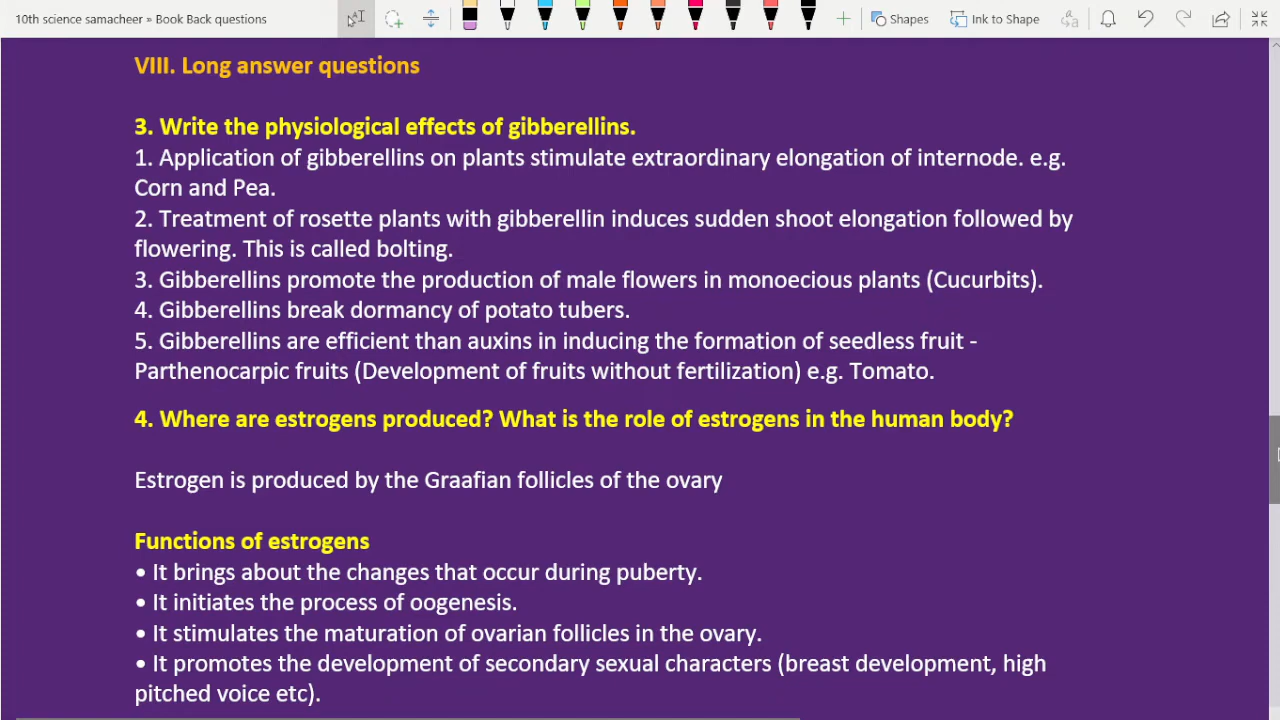 10th science samacheer » Book Back questions
Shapes
Ink to Shape
VIII. Long answer questions
3. Write the physiological effects of gibberellins.
1. Application of gibberellins on plants stimulate extraordinary elongation of internode. e.g.
Corn and Pea.
2. Treatment of rosette plants with gibberellin induces sudden shoot elongation followed by
flowering. This is called bolting.
3. Gibberellins promote the production of male flowers in monoecious plants (Cucurbits).
4. Gibberellins break dormancy of potato tubers.
5. Gibberellins are efficient than auxins in inducing the formation of seedless fruit -
Parthenocarpic fruits (Development of fruits without fertilization) e.g. Tomato.
4. Where are estrogens produced? What is the role of estrogens in the human body?
Estrogen is produced by the Graafian follicles of the ovary
Functions of estrogens
• It brings about the changes that occur during puberty.
• It initiates the process of oogenesis.
• It stimulates the maturation of ovarian follicles in the ovary.
• It promotes the development of secondary sexual characters (breast development, high
pitched voice etc).